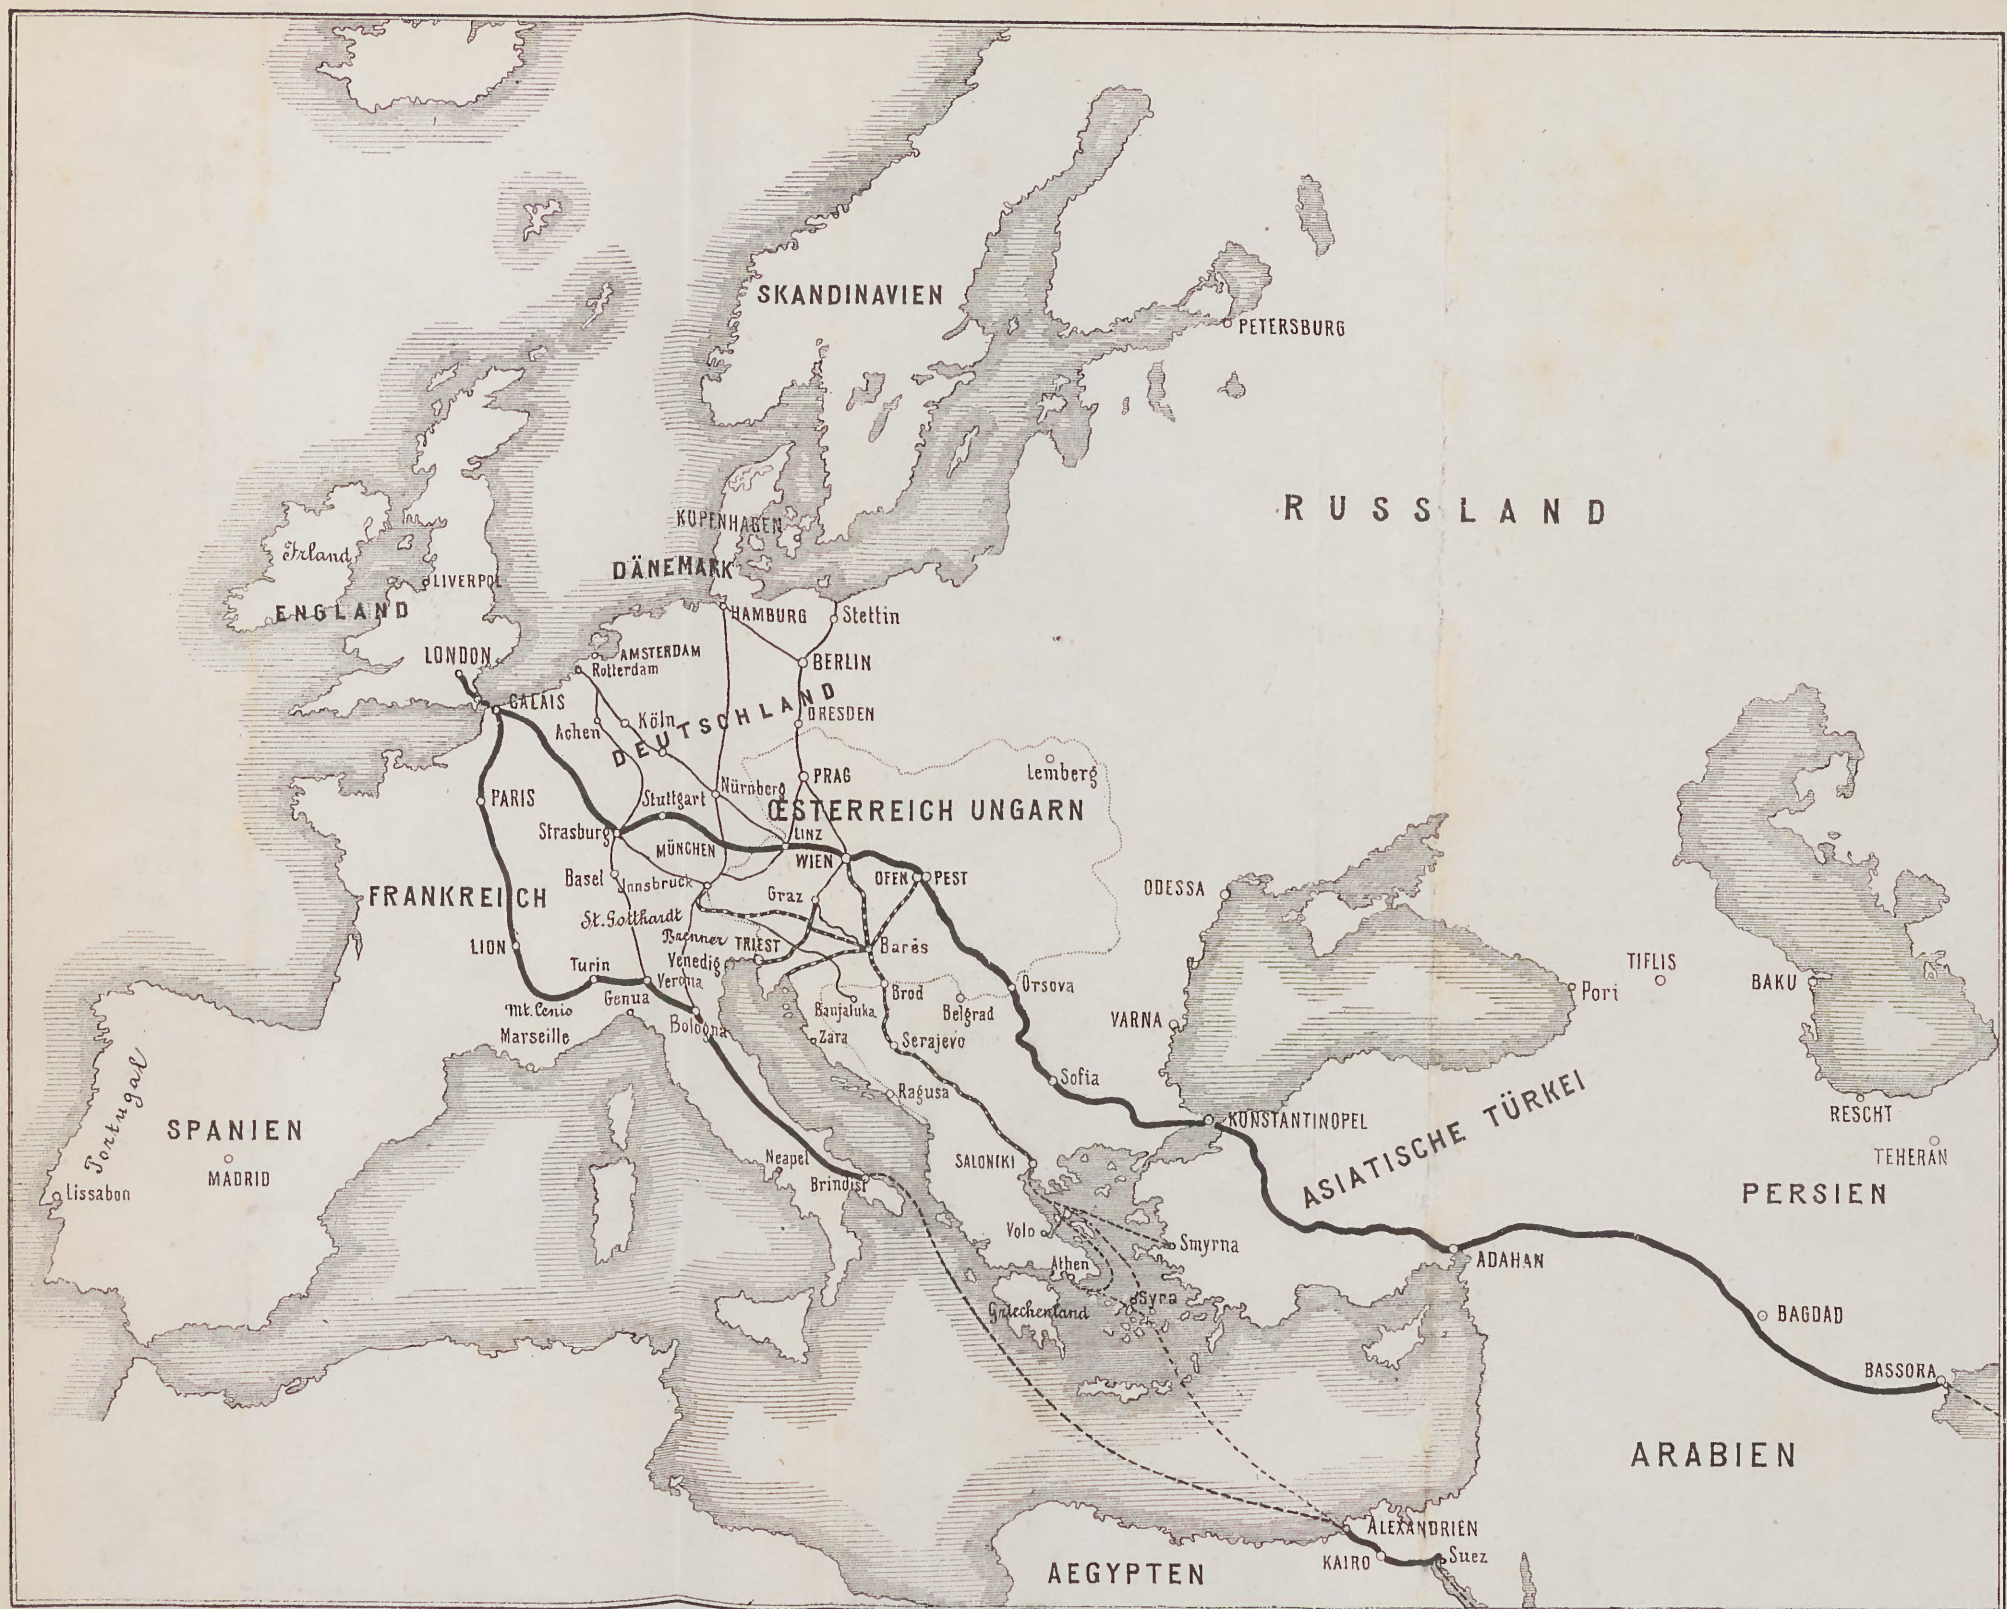 SKANDINAVIEN
PETERSBURG
RUSSLAND
KOPENHAGEN
Irland
DÄNEMARK
LIVERPOL
ENGLAND
HAMBURG
Stettin
LONDON
AMSTERDAM
Rotterdam
BERLIN
CALAIS
Achen
Köln
DEUTSCHLAND
DRESDEN
Lemberg
PRAG
Nürnberg
PARIS
Stuttgart
ŒSTERREICH UNGARN
Strasburg
LINZ
MÜNCHEN
WIEN
Basel
Innsbruck
OFEN
PEST
ODESSA
FRANKREICH
Graz
St. Gotthardt
Brenner
TRIEST
LION
Barés
Venedig
TIFLIS
Turin
Verona
BAKU
Orsova
Pori
Genua
Brod
Mt. Cenis
Banjaluka
Belgrad
VARNA
Marseille
Bologna
Zara
Serajevo
Portugal
Sofia
Ragusa
ASIATISCHE TÜRKEI
RESCHT
SPANIEN
KONSTANTINOPEL
MADRID
TEHERAN
Neapel
SALONIKI
Lissabon
Brindisi
PERSIEN
Volo
Smyrna
Athen
ADAHAN
Syra
Griechenland
BAGDAD
BASSORA
ARABIEN
ALEXANDRIEN
KAIRO
Suez
AEGYPTEN